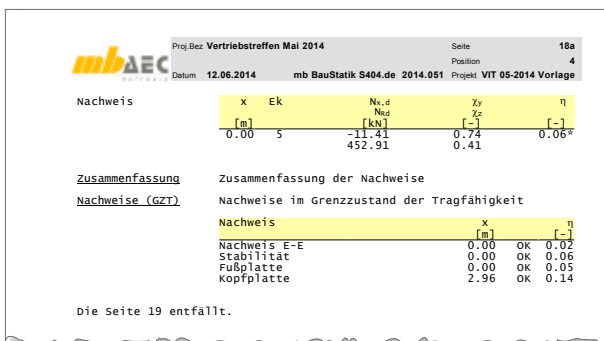 Proj.Bez Vertriebstreffen Mai 2014 Seite 18a
Position 4
mb AEC Software
Datum 12.06.2014 mb BauStatik S404.de 2014.051 Projekt VIT 05-2014 Vorlage
Nachweis x Ek Nx,d χy η
NRd χz
[m] [kN] [-] [-]
0.00 5 -11.41 0.74 0.06*
452.91 0.41
Zusammenfassung Zusammenfassung der Nachweise
Nachweise (GZT) Nachweise im Grenzzustand der Tragfähigkeit
Nachweis x η
[m] [-]
Nachweis E-E 0.00 OK 0.02
Stabilität 0.00 OK 0.06
Fußplatte 0.00 OK 0.05
Kopfplatte 2.96 OK 0.14
Die Seite 19 entfällt.